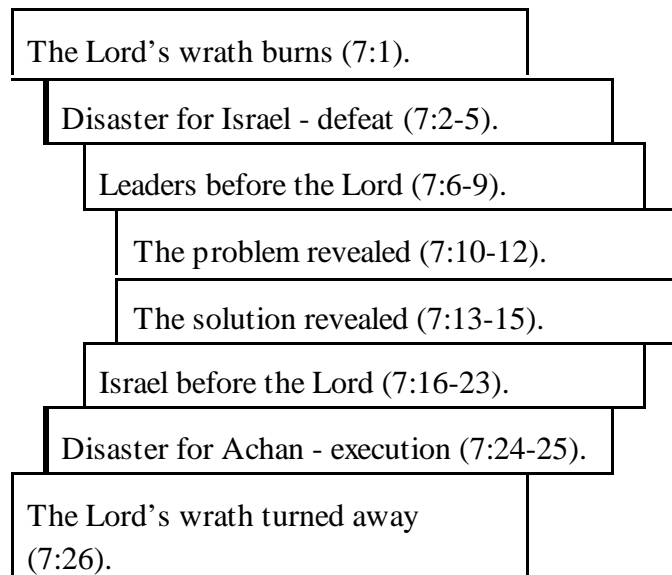 The Lord’s wrath burns (7:1).
Disaster for Israel - defeat (7:2-5).
Leaders before the Lord (7:6-9).
The problem revealed (7:10-12).
The solution revealed (7:13-15).
Israel before the Lord (7:16-23).
Disaster for Achan - execution (7:24-25).
The Lord’s wrath turned away
(7:26).